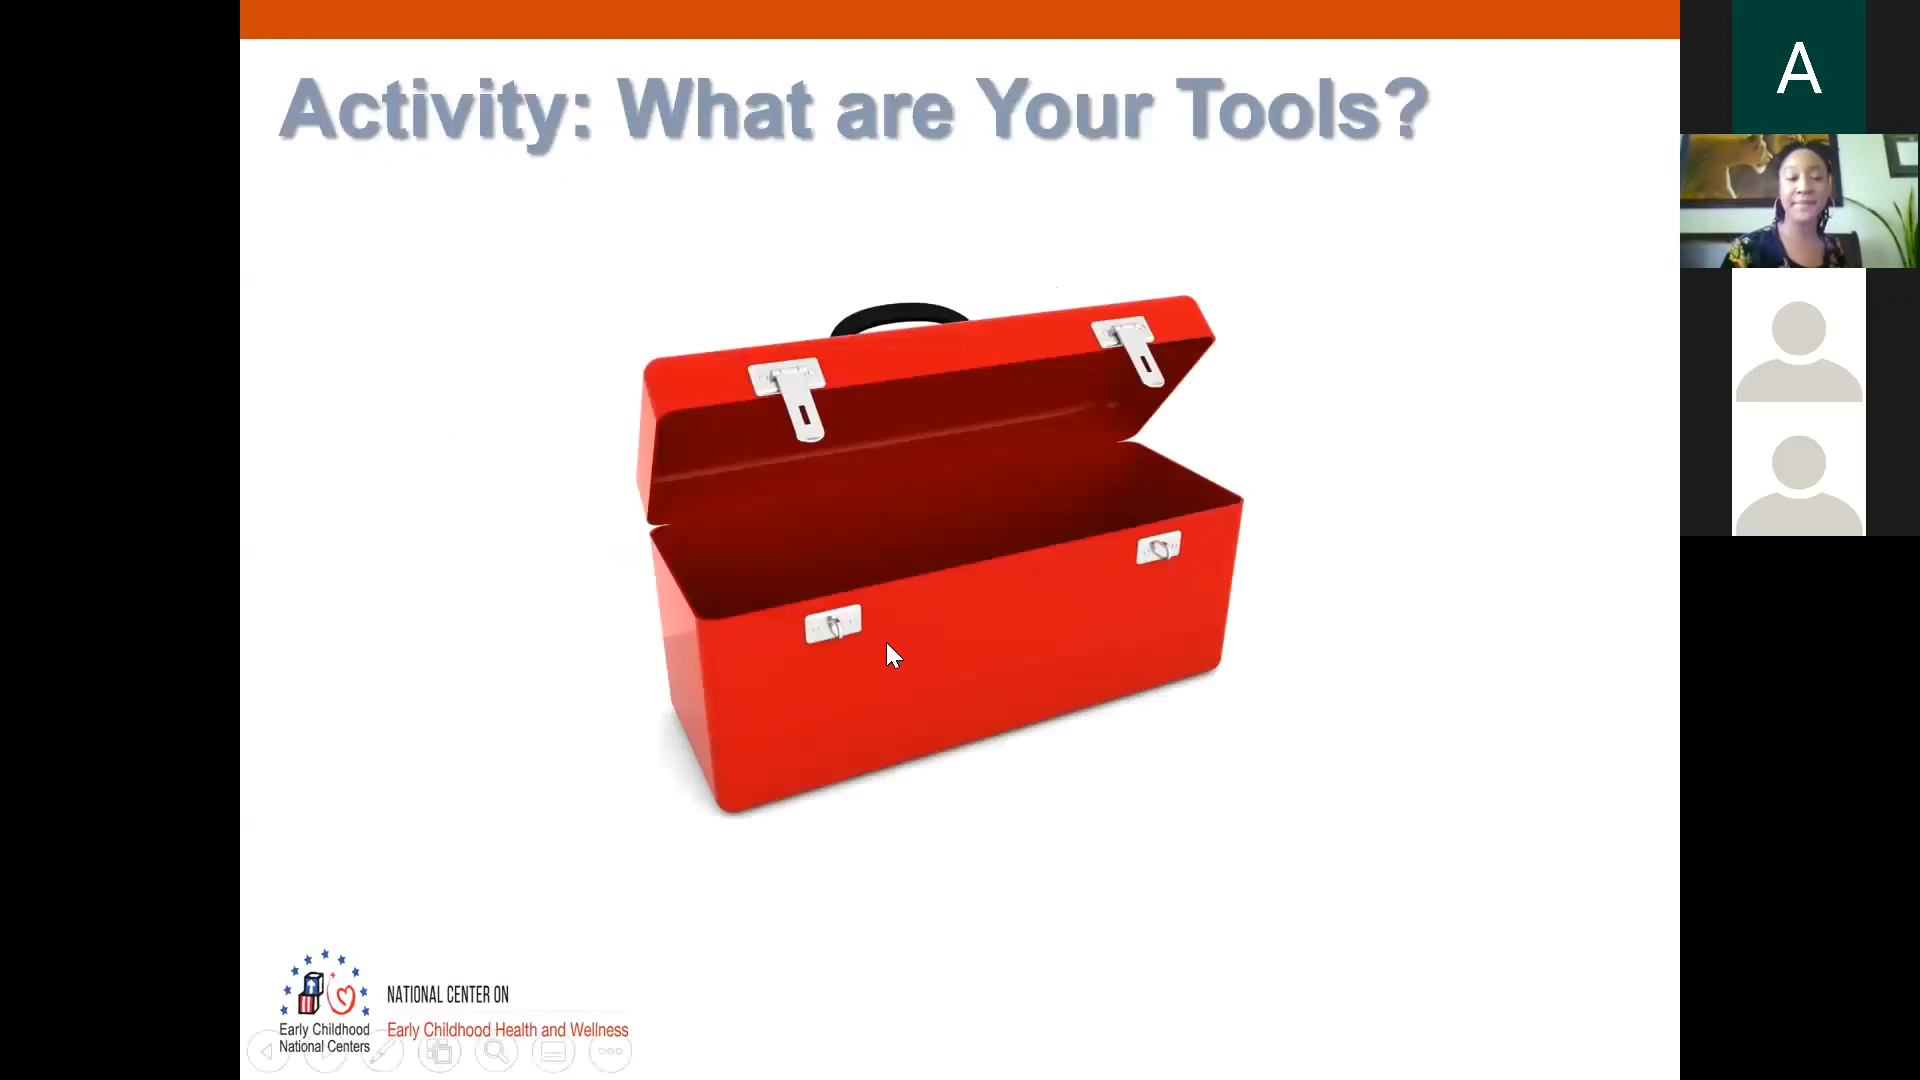 Activity: What are Your Tools?
A
NATIONAL CENTER ON
Early Childhood Health and Wellness
Early Childhood
National Centers